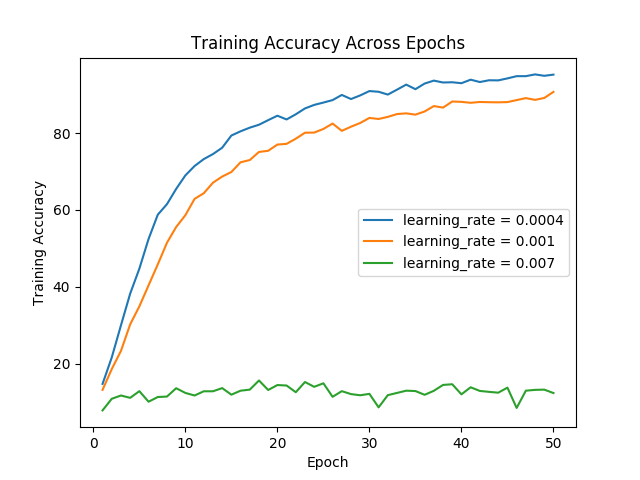 Training Accuracy Across Epochs
Training Accuracy
80
60
40
20
learning_rate = 0.0004
learning_rate = 0.001
learning_rate = 0.007
0 10 20 30 40 50
Epoch